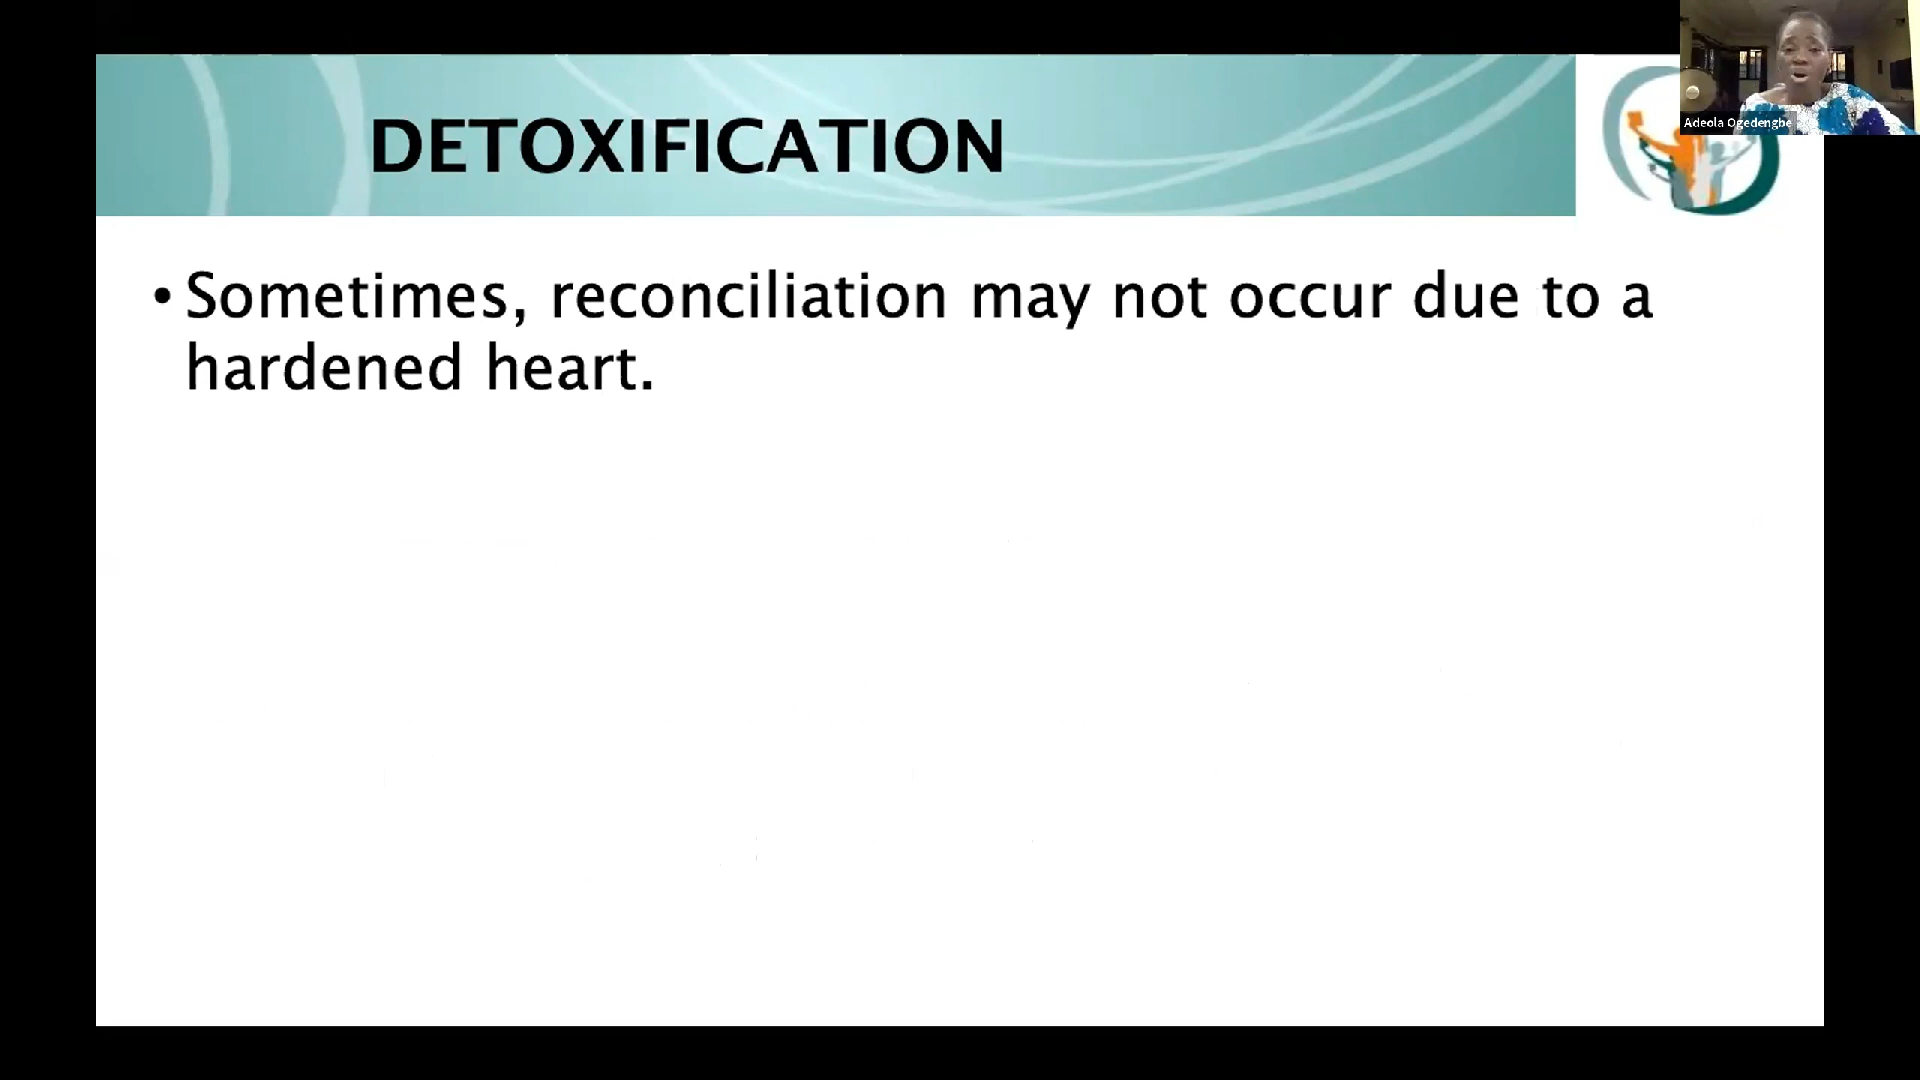 DETOXIFICATION
Adeola Ogedengbe
• Sometimes, reconciliation may not occur due to a
hardened heart.